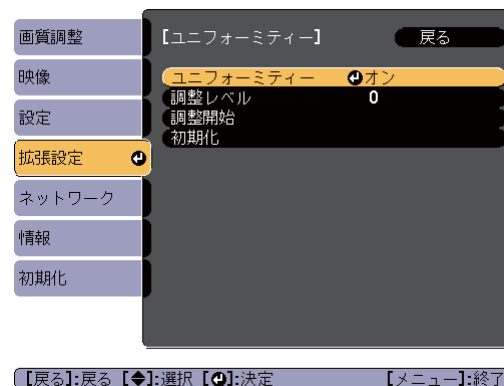 画質調整
映像
設定
拡張設定
ネットワーク
情報
初期化
[ユニフォーミティー] 戻る
ユニフォーミティー オン
調整レベル 0
調整開始
初期化
[戻る]:戻る [◆]:選択 [⏎]:決定 [メニュー]:終了